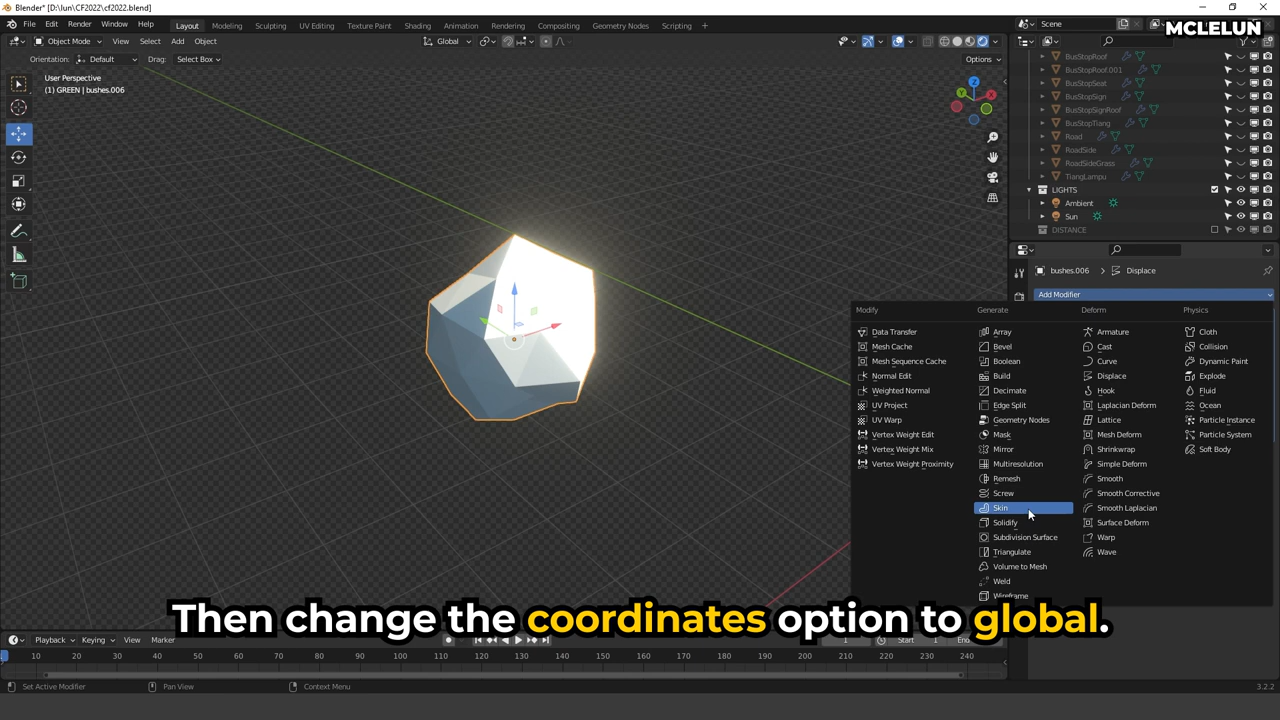 Blender* [D:\lun\CF2022\cf2022.blend]
MCLELUN
File Edit Render Window Help
Layout Modeling Sculpting UV Editing Texture Paint Shading Animation Rendering Compositing Geometry Nodes Scripting +
Scene
Object Mode View Select Add Object
Global
Orientation: Default Drag: Select Box
Options
User Perspective
(1) GREEN | bushes.006
Z
Y
X
BusStopRoof
BusStopRoof.001
BusStopSeat
BusStopSign
BusStopSignRoof
BusStopTiang
Road
RoadSide
RoadSideGrass
TiangLampu
LIGHTS
Ambient
Sun
DISTANCE
bushes.006 > Displace
Add Modifier
Modify Generate Deform Physics
Data Transfer Array Armature Cloth
Mesh Cache Bevel Cast Collision
Mesh Sequence Cache Boolean Curve Dynamic Paint
Normal Edit Build Displace Explode
Weighted Normal Decimate Hook Fluid
UV Project Edge Split Laplacian Deform Ocean
UV Warp Geometry Nodes Lattice Particle Instance
Vertex Weight Edit Mask Mesh Deform Particle System
Vertex Weight Mix Mirror Shrinkwrap Soft Body
Vertex Weight Proximity Multiresolution Simple Deform
Remesh Smooth
Screw Smooth Corrective
Skin Smooth Laplacian
Solidify Surface Deform
Subdivision Surface Warp
Triangulate Wave
Volume to Mesh
Weld
Wireframe
Then change the coordinates option to global.
Playback Keying View Marker
1 Start 1 End
10 20 30 40 50 60 70 80 90 100 110 120 130 140 150 160 170 180 190 200 210 220 230 240
Set Active Modifier Pan View Context Menu
3.2.2